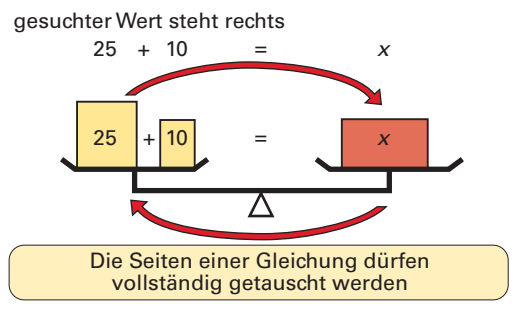 gesuchter Wert steht rechts
25 + 10 = x
25 + 10 = x
Die Seiten einer Gleichung dürfen
vollständig getauscht werden